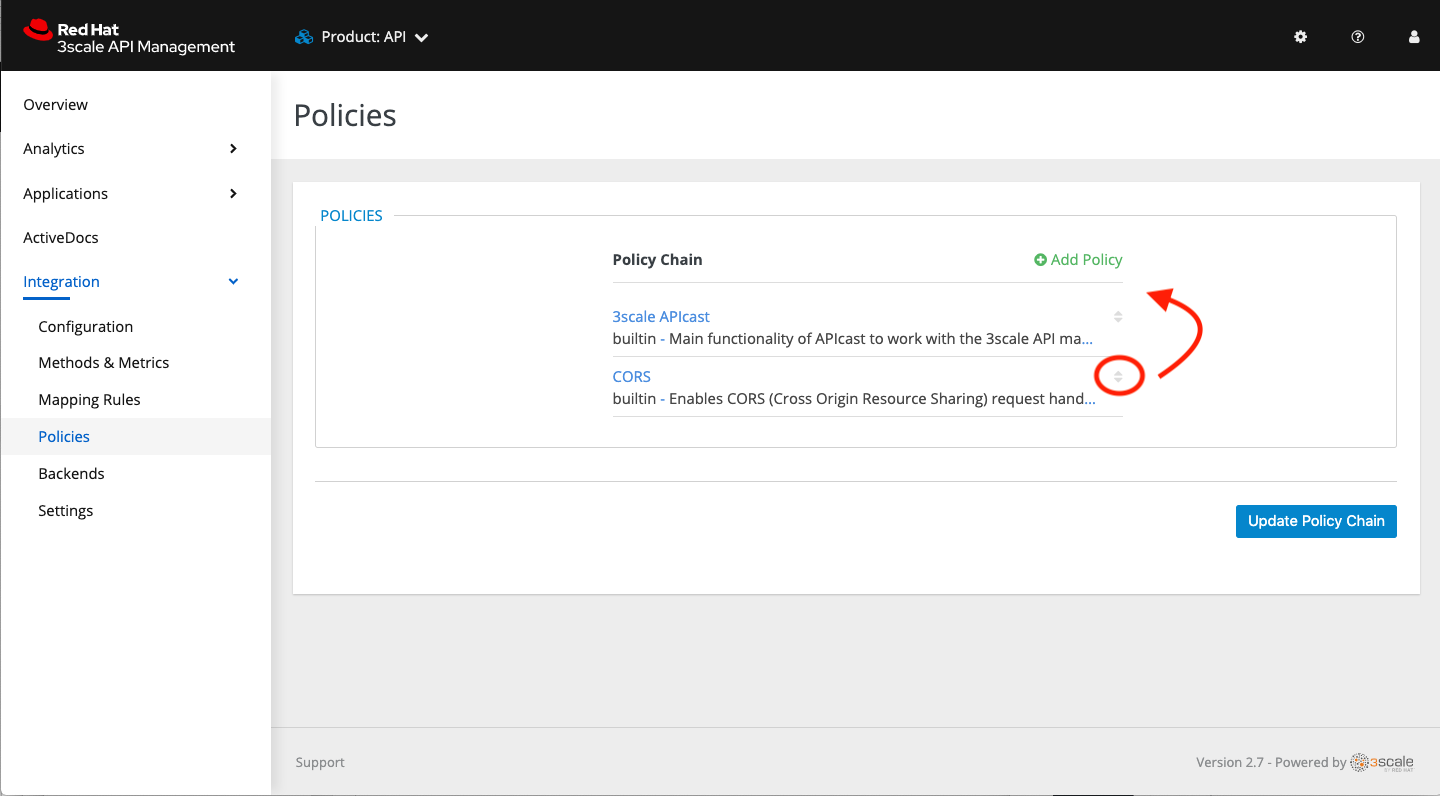 Red Hat
3scale API Management
Product: API
Overview
Analytics
Applications
ActiveDocs
Integration
Configuration
Methods & Metrics
Mapping Rules
Policies
Backends
Settings
Policies
POLICIES
Policy Chain
Add Policy
3scale APIcast
builtin - Main functionality of APIcast to work with the 3scale API ma...
CORS
builtin - Enables CORS (Cross Origin Resource Sharing) request hand...
Update Policy Chain
Support
Version 2.7 - Powered by 3scale
BY RED HAT